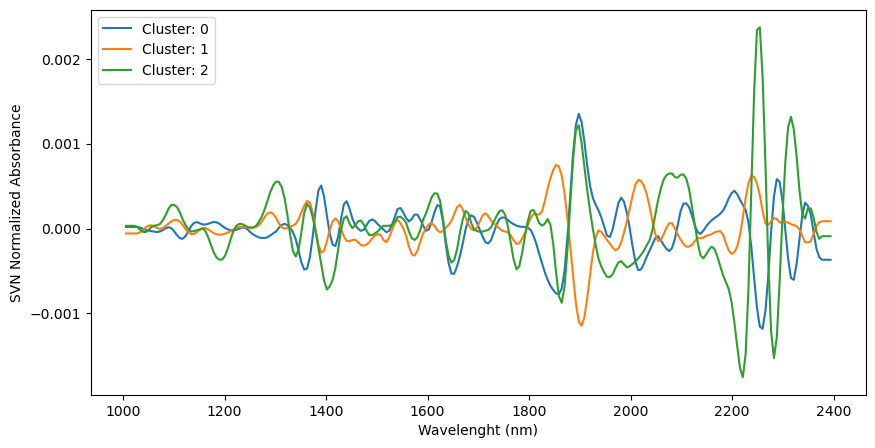 Cluster: 0
Cluster: 1
Cluster: 2
0.002
0.001
0.000
−0.001
SVN Normalized Absorbance
1000 1200 1400 1600 1800 2000 2200 2400
Wavelenght (nm)